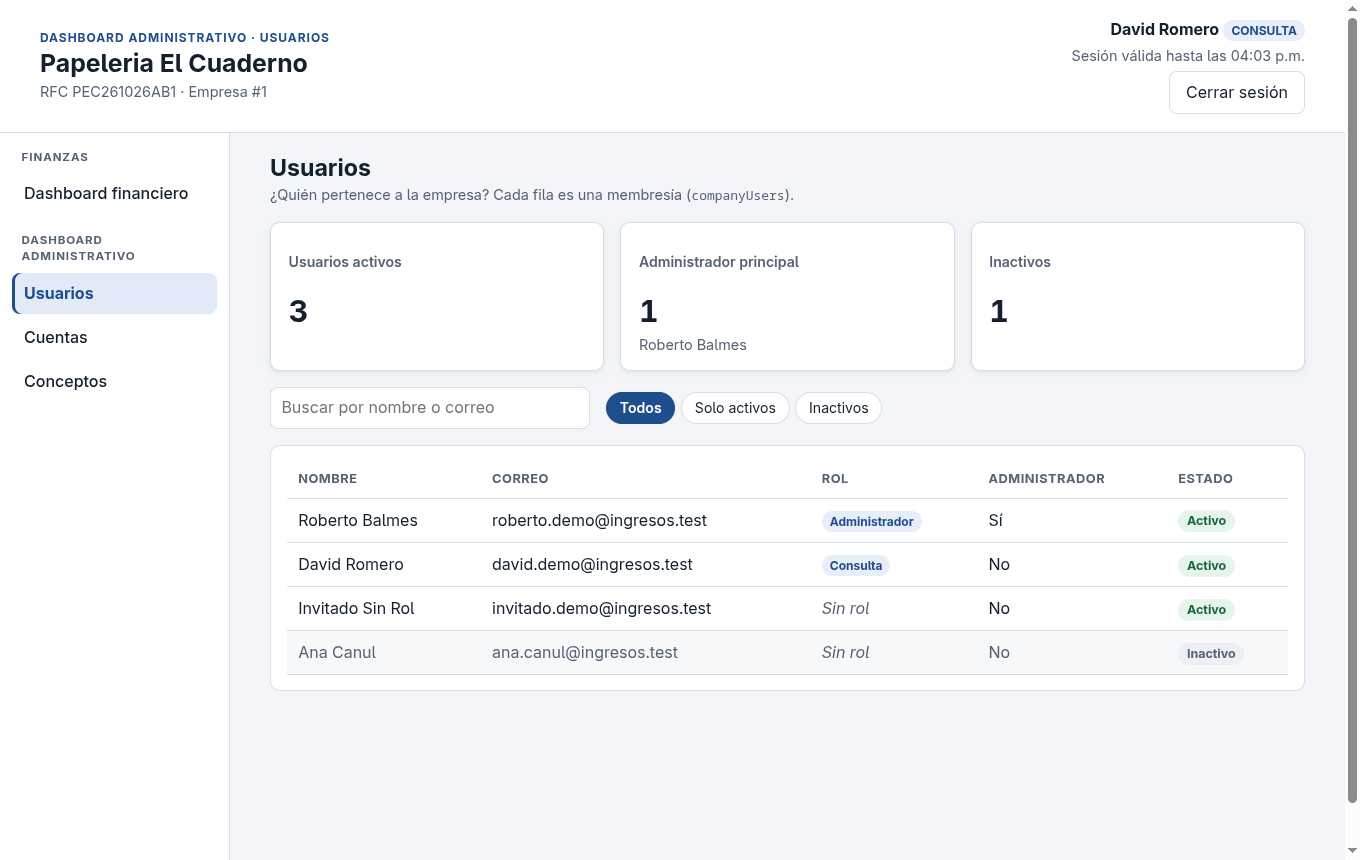 DASHBOARD ADMINISTRATIVO · USUARIOS
Papeleria El Cuaderno
RFC PEC261026AB1 · Empresa #1
David Romero CONSULTA
Sesión válida hasta las 04:03 p.m.
Cerrar sesión
FINANZAS
Dashboard financiero
DASHBOARD
ADMINISTRATIVO
Usuarios
Cuentas
Conceptos
Usuarios
¿Quién pertenece a la empresa? Cada fila es una membresía (companyUsers).
Usuarios activos
3
Administrador principal
1
Roberto Balmes
Inactivos
1
Buscar por nombre o correo
Todos Solo activos Inactivos
NOMBRE CORREO ROL ADMINISTRADOR ESTADO
Roberto Balmes roberto.demo@ingresos.test Administrador Sí Activo
David Romero david.demo@ingresos.test Consulta No Activo
Invitado Sin Rol invitado.demo@ingresos.test Sin rol No Activo
Ana Canul ana.canul@ingresos.test Sin rol No Inactivo